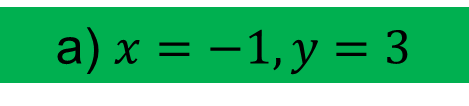 a) x = −1, y = 3